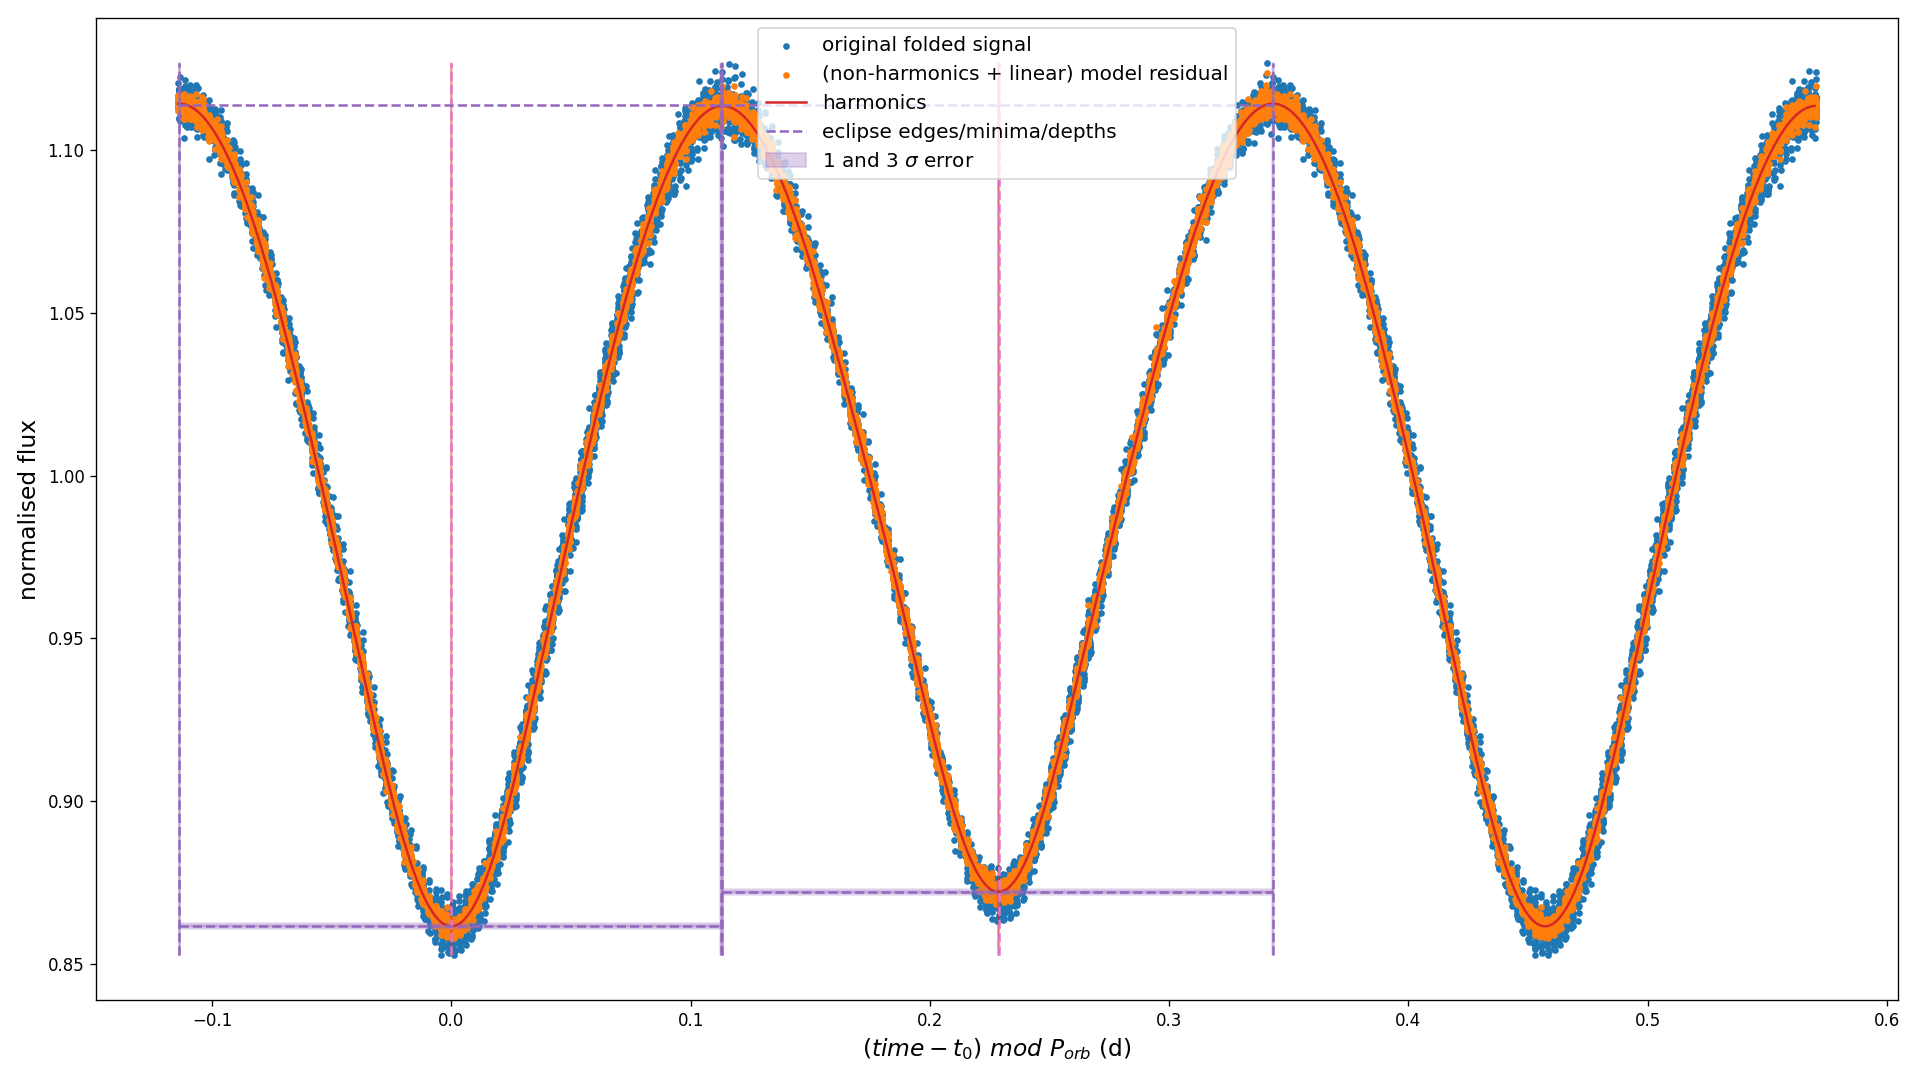 original folded signal
(non-harmonics + linear) model residual
harmonics
eclipse edges/minima/depths
1 and 3 σ error
1.10
1.05
1.00
0.95
0.90
0.85
normalised flux
−0.1
0.0
0.1
0.2
0.3
0.4
0.5
0.6
(time − t₀) mod Pₒᵣb (d)